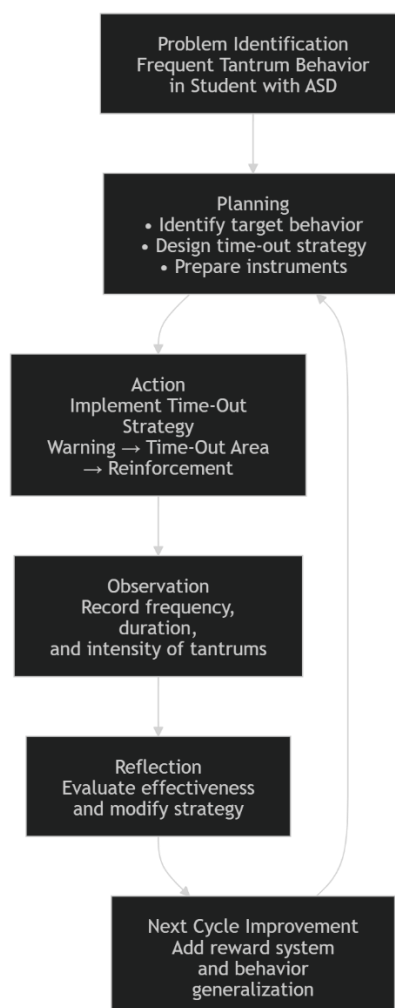 Problem Identification
Frequent Tantrum Behavior
in Student with ASD
Planning
• Identify target behavior
• Design time-out strategy
• Prepare instruments
Action
Implement Time-Out
Strategy
Warning → Time-Out Area
→ Reinforcement
Observation
Record frequency,
duration,
and intensity of tantrums
Reflection
Evaluate effectiveness
and modify strategy
Next Cycle Improvement
Add reward system
and behavior
generalization